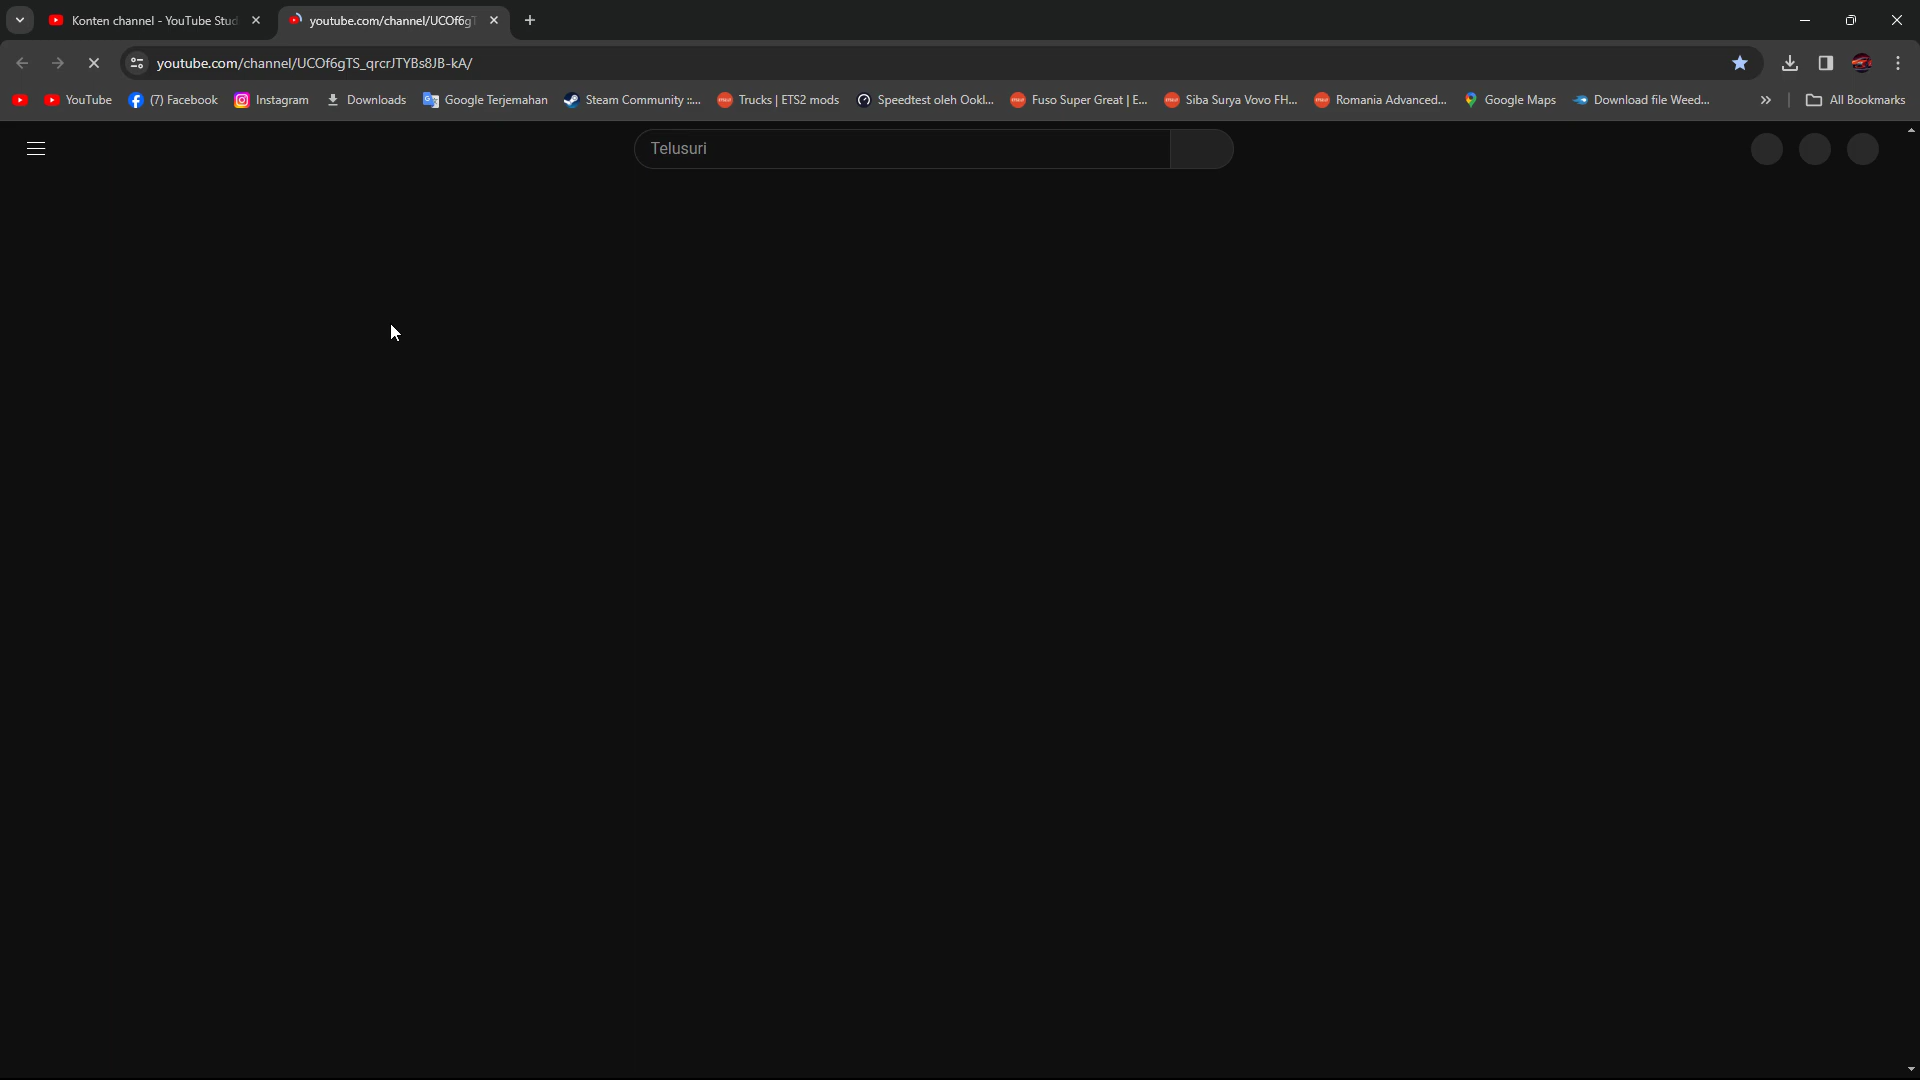 Konten channel - YouTube Stud
youtube.com/channel/UCOf6gT
youtube.com/channel/UCOf6gTS_qrcrJTYBs8JB-kA/
YouTube
(7) Facebook
Instagram
Downloads
Google Terjemahan
Steam Community ::...
Trucks | ETS2 mods
Speedtest oleh Ookl...
Fuso Super Great | E...
Siba Surya Vovo FH...
Romania Advanced...
Google Maps
Download file Weed...
All Bookmarks
Telusuri